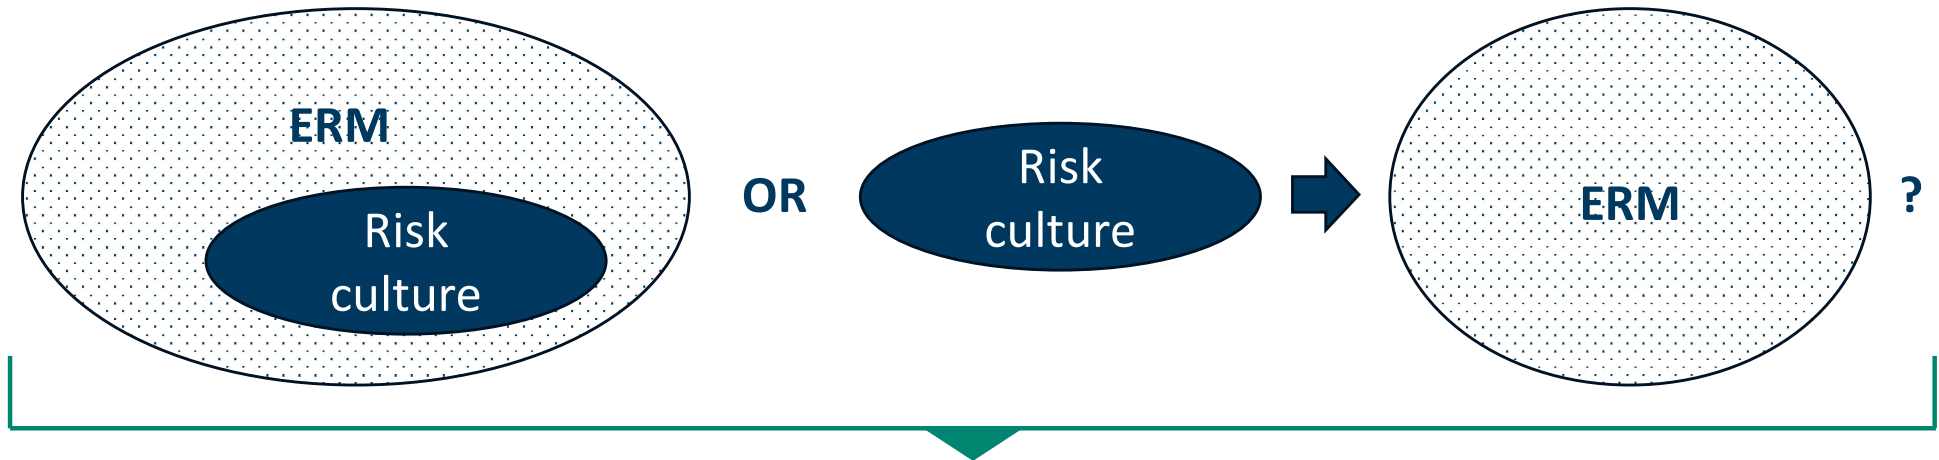 ERM
Risk
culture
OR
Risk
culture
ERM
?